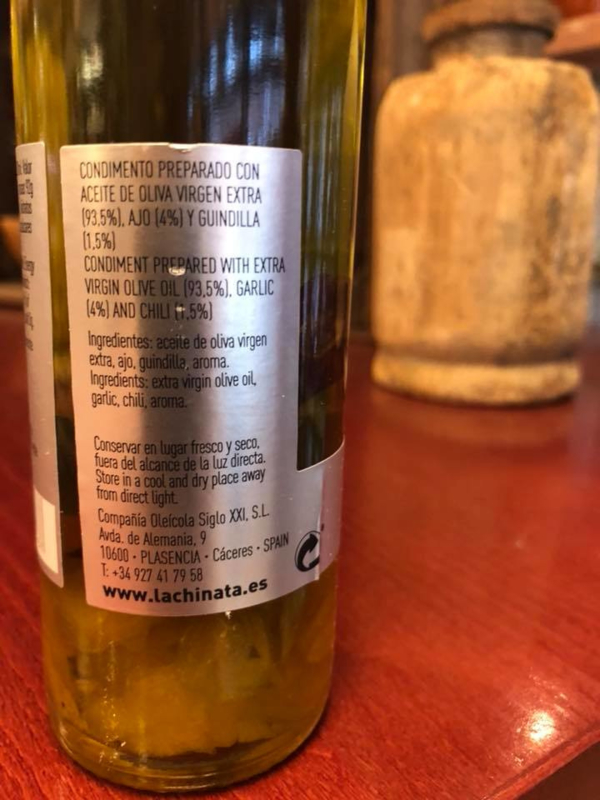 CONDIMENTO PREPARADO CON
ACEITE DE OLIVA VIRGEN EXTRA
(93,5%), AJO (4%) Y GUINDILLA
(1,5%)
CONDIMENT PREPARED WITH EXTRA
VIRGIN OLIVE OIL (93,5%), GARLIC
(4%) AND CHILI (1,5%)
Ingredientes: aceite de oliva virgen
extra, ajo, guindilla, aroma.
Ingredients: extra virgin olive oil,
garlic, chili, aroma.
Conservar en lugar fresco y seco,
fuera del alcance de la luz directa.
Store in a cool and dry place away
from direct light.
Compañía Oleícola Siglo XXI, S.L.
Avda. de Alemania, 9
10600 · PLASENCIA · Cáceres · SPAIN
T: +34 927 41 79 58
www.lachinata.es